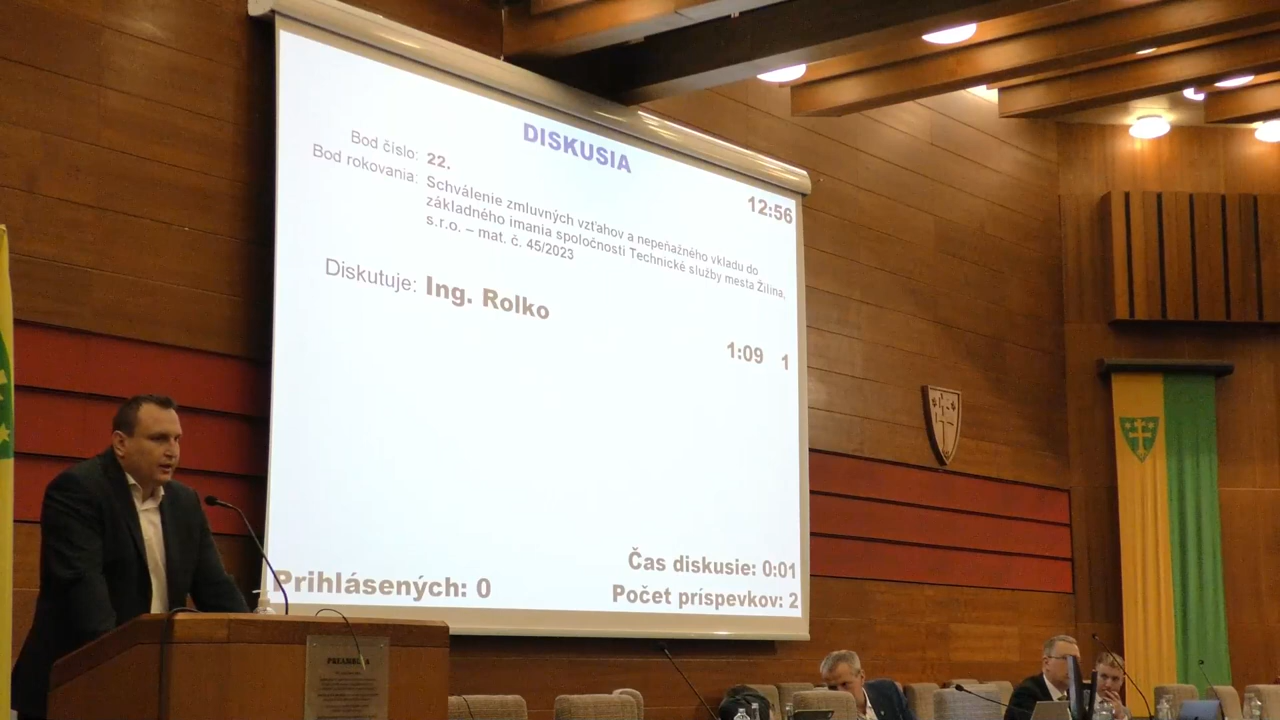 DISKUSIA
Bod číslo: 22.
12:56
Bod rokovania: Schválenie zmluvných vzťahov a nepeňažného vkladu do
základného imania spoločnosti Technické služby mesta Žilina,
s.r.o. – mat. č. 45/2023
Diskutuje: Ing. Rolko
1:09 1
Čas diskusie: 0:01
Prihlásených: 0
Počet príspevkov: 2
PREAMBULA